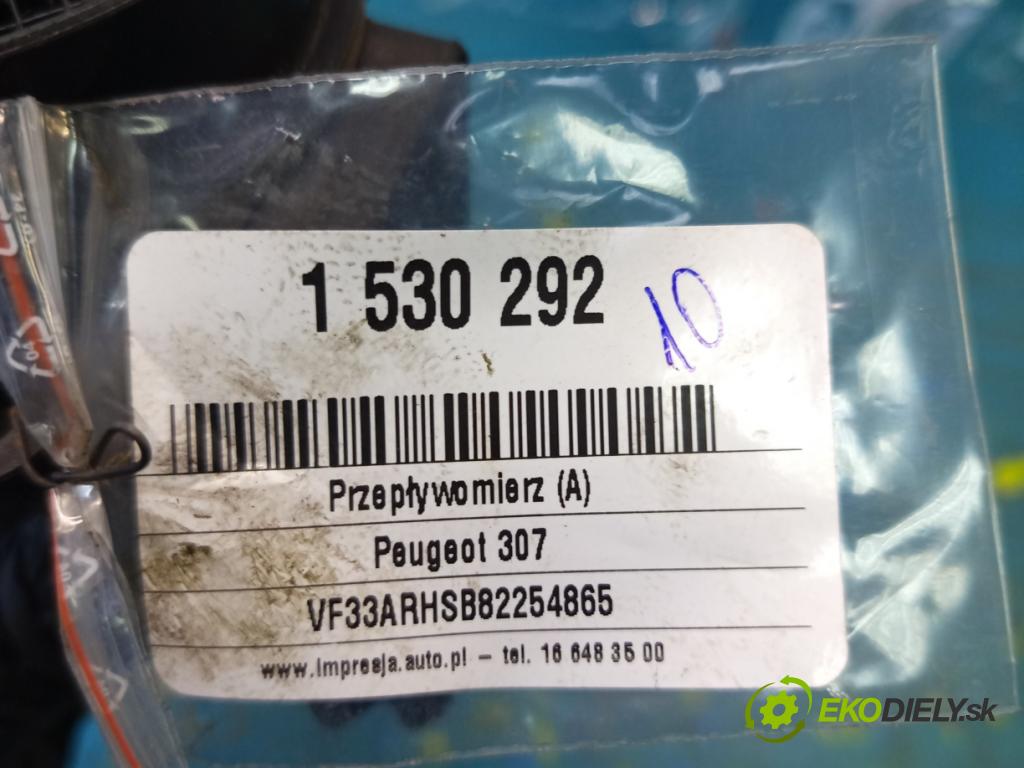 1 530 292
10
Przepływomierz (A)
Peugeot 307
VF33ARHSB82254865
www.impresja.auto.pl – tel. 16 648 35 00
EKODIELY.sk